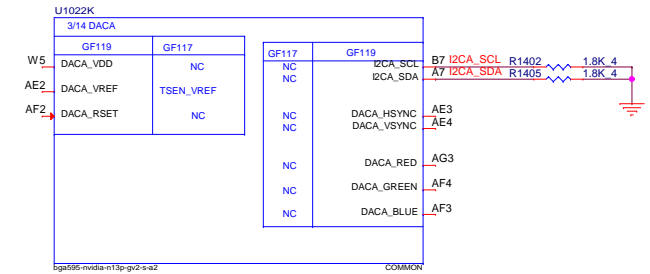 U1022K
3/14 DACA
GF119 GF117 GF117 GF119
W5 DACA_VDD NC NC I2CA_SCL B7 I2CA_SCL R1402 1.8K_4
NC I2CA_SDA A7 I2CA_SDA R1405 1.8K_4
AE2 DACA_VREF TSEN_VREF
AF2 DACA_RSET NC NC DACA_HSYNC AE3
NC DACA_VSYNC AE4
NC DACA_RED AG3
NC DACA_GREEN AF4
NC DACA_BLUE AF3
bga595-nvidia-n13p-gv2-s-a2 COMMON